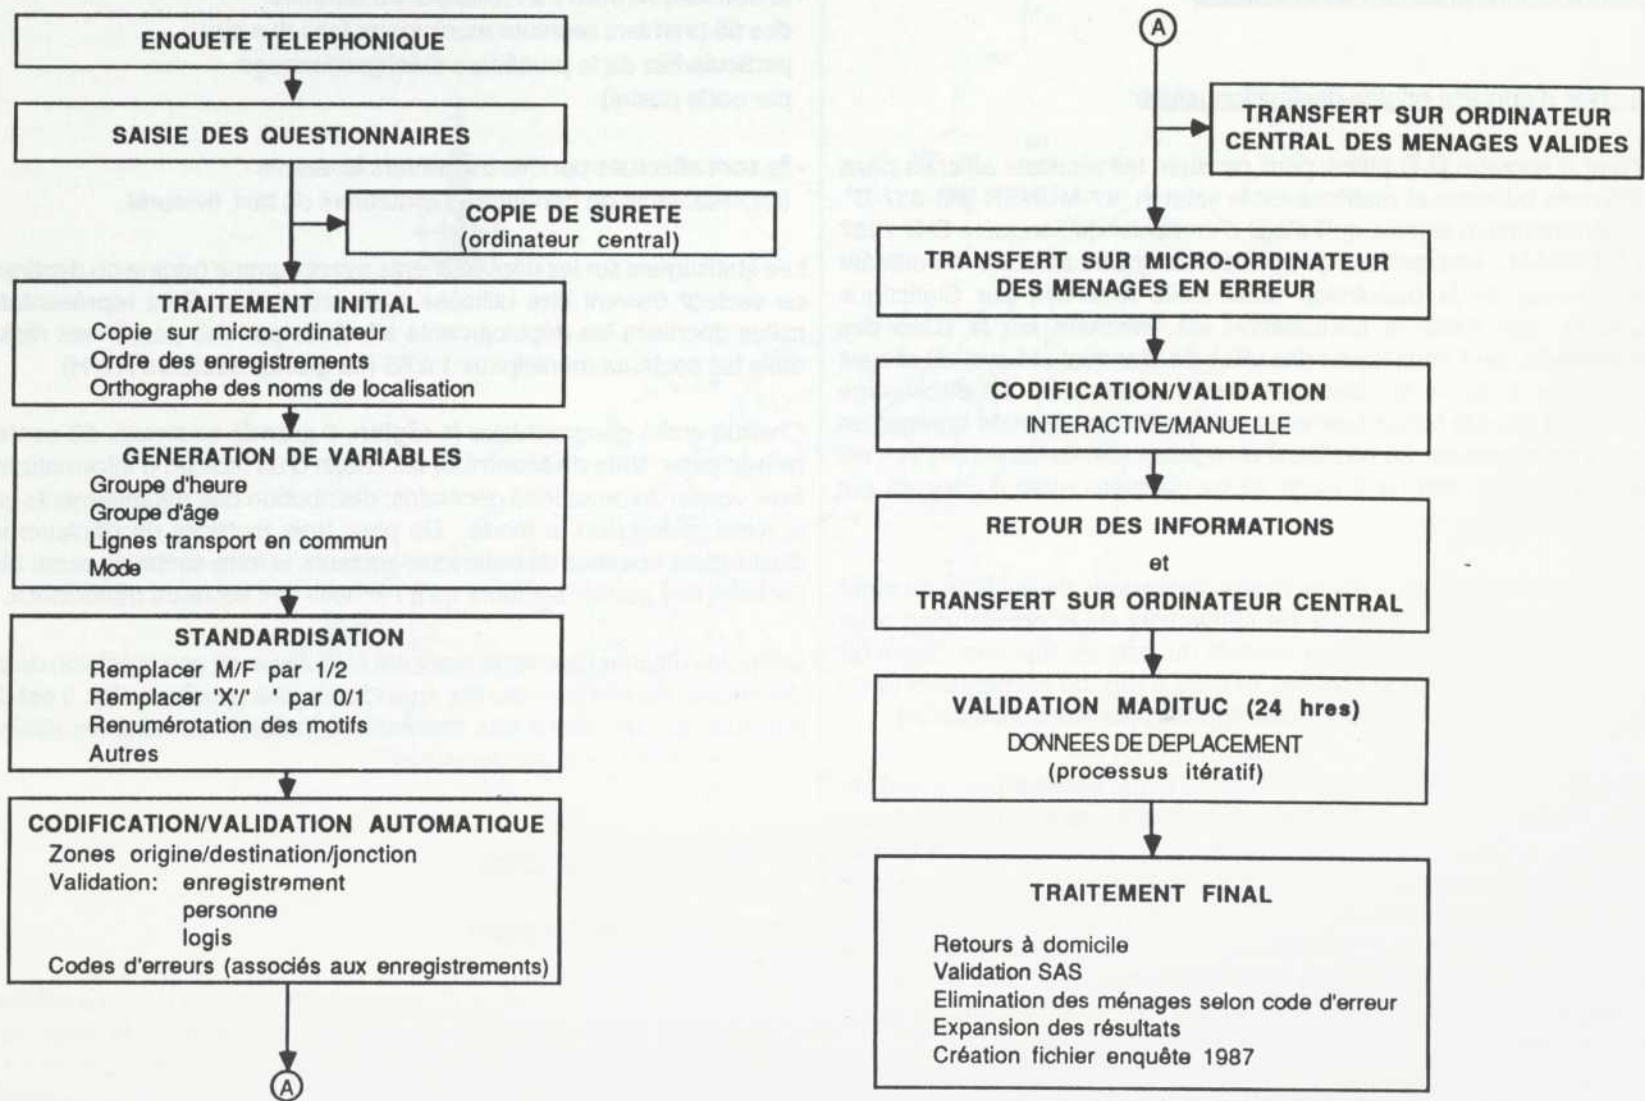 ENQUETE TELEPHONIQUE
SAISIE DES QUESTIONNAIRES
COPIE DE SURETE
(ordinateur central)
TRAITEMENT INITIAL
Copie sur micro-ordinateur
Ordre des enregistrements
Orthographe des noms de localisation
GENERATION DE VARIABLES
Groupe d'heure
Groupe d'âge
Lignes transport en commun
Mode
STANDARDISATION
Remplacer M/F par 1/2
Remplacer 'X'/' ' par 0/1
Renumérotation des motifs
Autres
CODIFICATION/VALIDATION AUTOMATIQUE
Zones origine/destination/jonction
Validation: enregistrement
personne
logis
Codes d'erreurs (associés aux enregistrements)
A
A
TRANSFERT SUR ORDINATEUR
CENTRAL DES MENAGES VALIDES
TRANSFERT SUR MICRO-ORDINATEUR
DES MENAGES EN ERREUR
CODIFICATION/VALIDATION
INTERACTIVE/MANUELLE
RETOUR DES INFORMATIONS
et
TRANSFERT SUR ORDINATEUR CENTRAL
VALIDATION MADITUC (24 hres)
DONNEES DE DEPLACEMENT
(processus itératif)
TRAITEMENT FINAL
Retours à domicile
Validation SAS
Elimination des ménages selon code d'erreur
Expansion des résultats
Création fichier enquête 1987